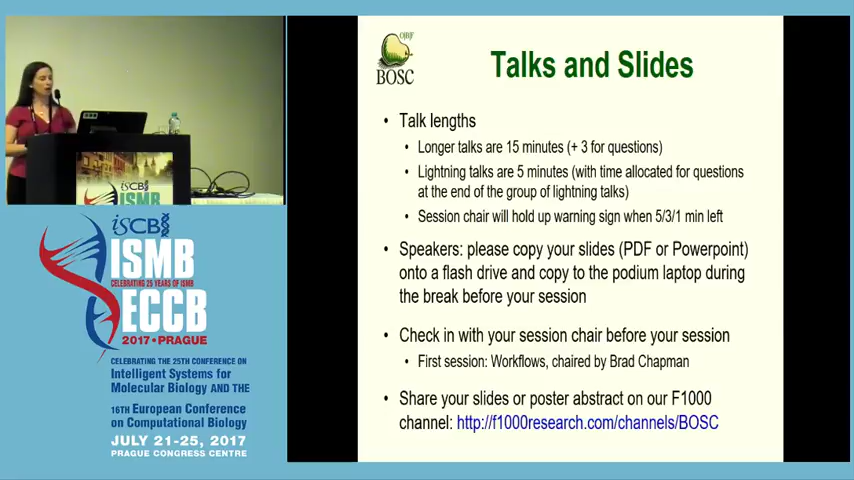 OBF
BOSC
Talks and Slides
• Talk lengths
• Longer talks are 15 minutes (+ 3 for questions)
• Lightning talks are 5 minutes (with time allocated for questions
at the end of the group of lightning talks)
• Session chair will hold up warning sign when 5/3/1 min left
• Speakers: please copy your slides (PDF or Powerpoint)
onto a flash drive and copy to the podium laptop during
the break before your session
• Check in with your session chair before your session
• First session: Workflows, chaired by Brad Chapman
• Share your slides or poster abstract on our F1000
channel: http://f1000research.com/channels/BOSC
iSCB
ISMB
iSCB
ISMB
CELEBRATING 25 YEARS OF ISMB
ECCB
2017 • PRAGUE
CELEBRATING THE 25TH CONFERENCE ON
Intelligent Systems for
Molecular Biology AND THE
16TH European Conference
on Computational Biology
JULY 21-25, 2017
PRAGUE CONGRESS CENTRE